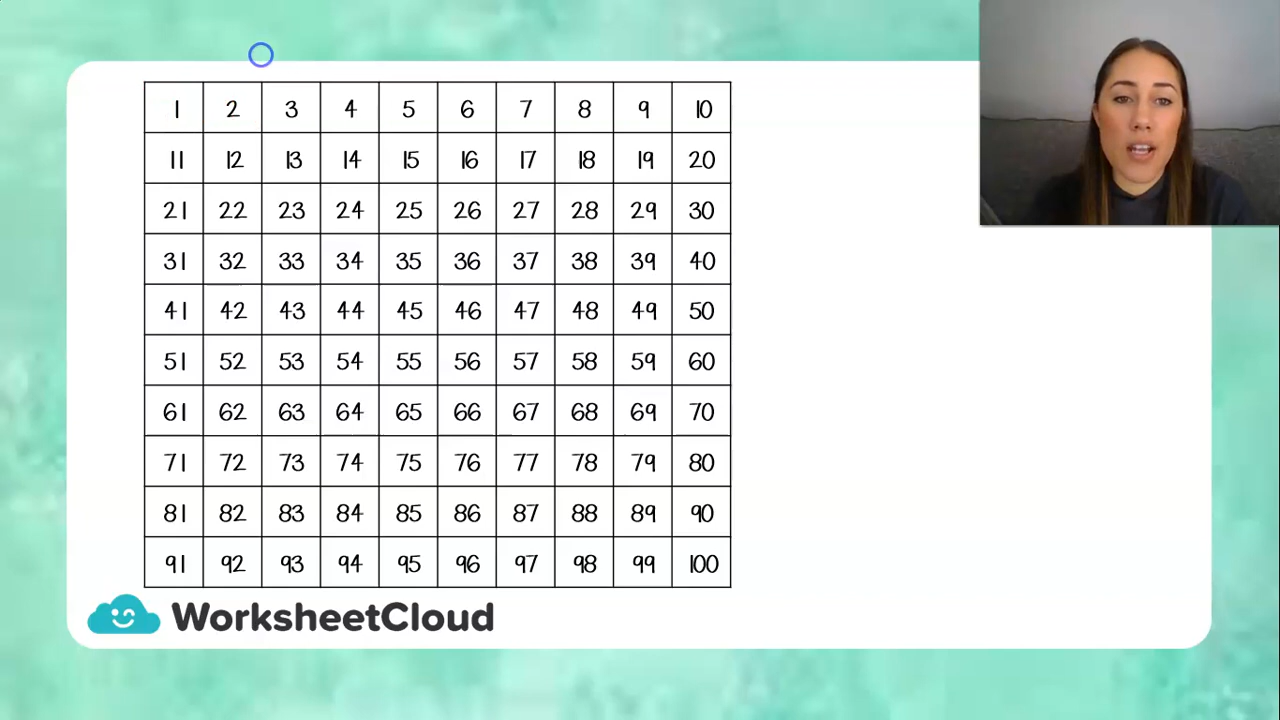 1 2 3 4 5 6 7 8 9 10
11 12 13 14 15 16 17 18 19 20
21 22 23 24 25 26 27 28 29 30
31 32 33 34 35 36 37 38 39 40
41 42 43 44 45 46 47 48 49 50
51 52 53 54 55 56 57 58 59 60
61 62 63 64 65 66 67 68 69 70
71 72 73 74 75 76 77 78 79 80
81 82 83 84 85 86 87 88 89 90
91 92 93 94 95 96 97 98 99 100
WorksheetCloud